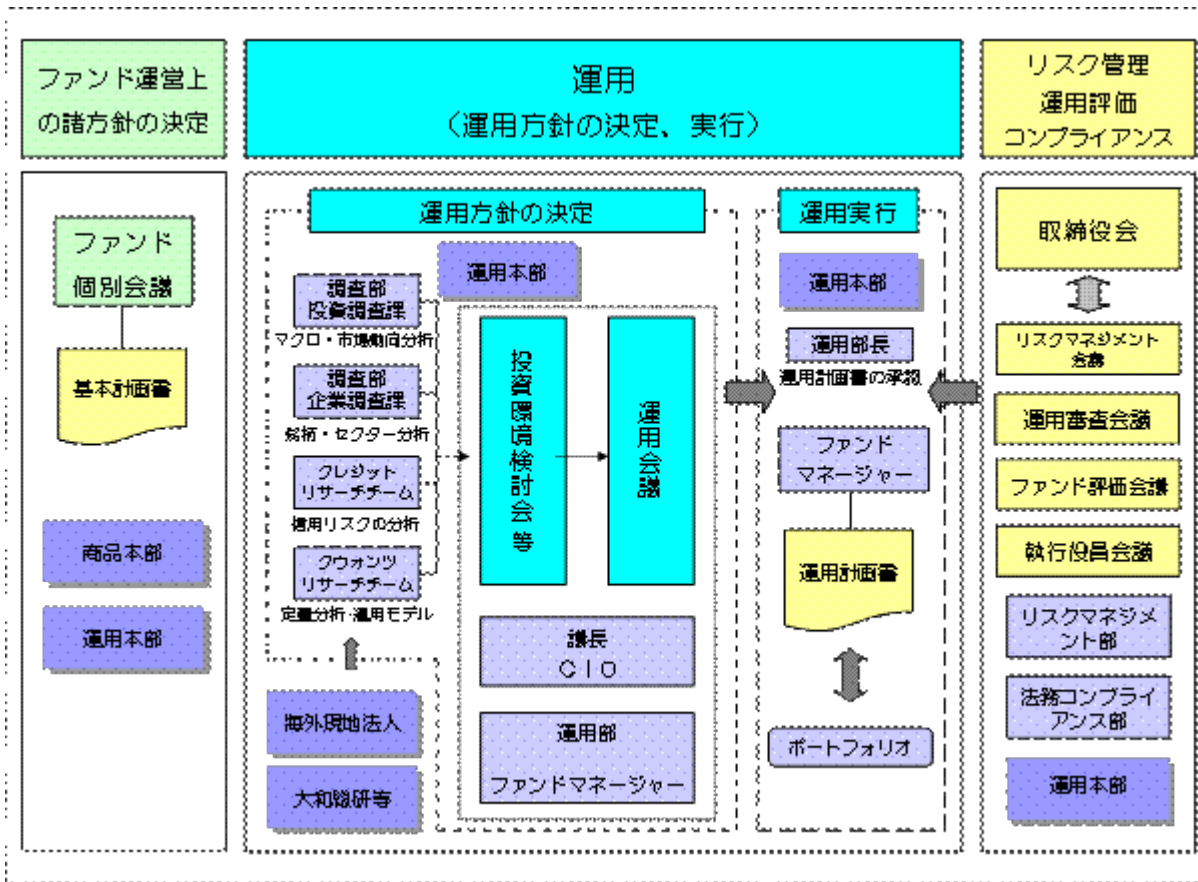 ファンド運営上
の諸方針の決定
運用
（運用方針の決定、実行）
リスク管理
運用評価
コンプライアンス
ファンド
個別会議
基本計画書
商品本部
運用本部
運用方針の決定
運用本部
調査部
投資調査課
マクロ・市場動向分析
調査部
企業調査課
銘柄・セクター分析
クレジット
リサーチチーム
信用リスクの分析
クウォンツ
リサーチチーム
定量分析・運用モデル
海外現地法人
大和総研等
投資環境検討会等
運用会議
議長
ＣＩＯ
運用部
ファンドマネージャー
運用実行
運用本部
運用部長
運用計画書の承認
ファンド
マネージャー
運用計画書
ポートフォリオ
取締役会
リスクマネジメント
会議
運用審査会議
ファンド評価会議
執行役員会議
リスクマネジメ
ント部
法務コンプライ
アンス部
運用本部